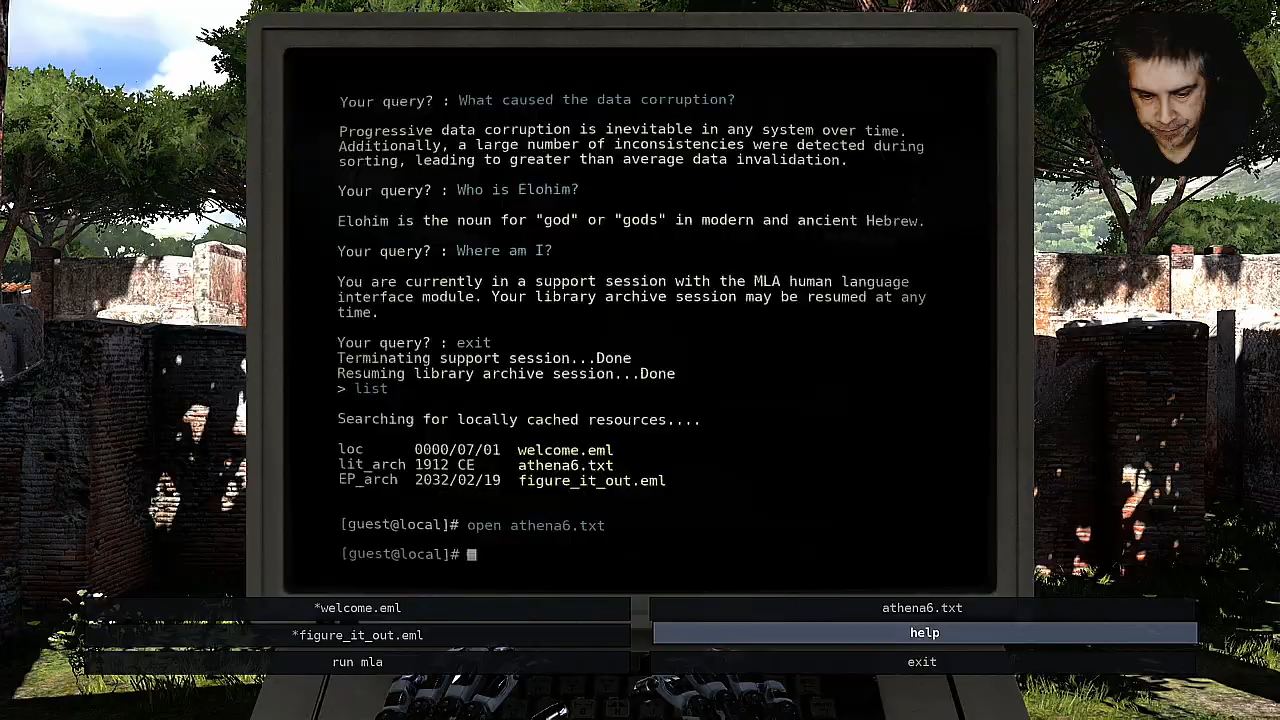 Your query? : What caused the data corruption?
Progressive data corruption is inevitable in any system over time.
Additionally, a large number of inconsistencies were detected during
sorting, leading to greater than average data invalidation.
Your query? : Who is Elohim?
Elohim is the noun for "god" or "gods" in modern and ancient Hebrew.
Your query? : Where am I?
You are currently in a support session with the MLA human language
interface module. Your library archive session may be resumed at any
time.
Your query? : exit
Terminating support session...Done
Resuming library archive session...Done
> list
Searching for locally cached resources....
loc 0000/07/01 welcome.eml
lit_arch 1912 CE athena6.txt
EP_arch figure_it_out.eml
[guest@local]# open athena6.txt
[guest@local]#
*welcome.eml athena6.txt
*figure_it_out.eml help
run mla exit